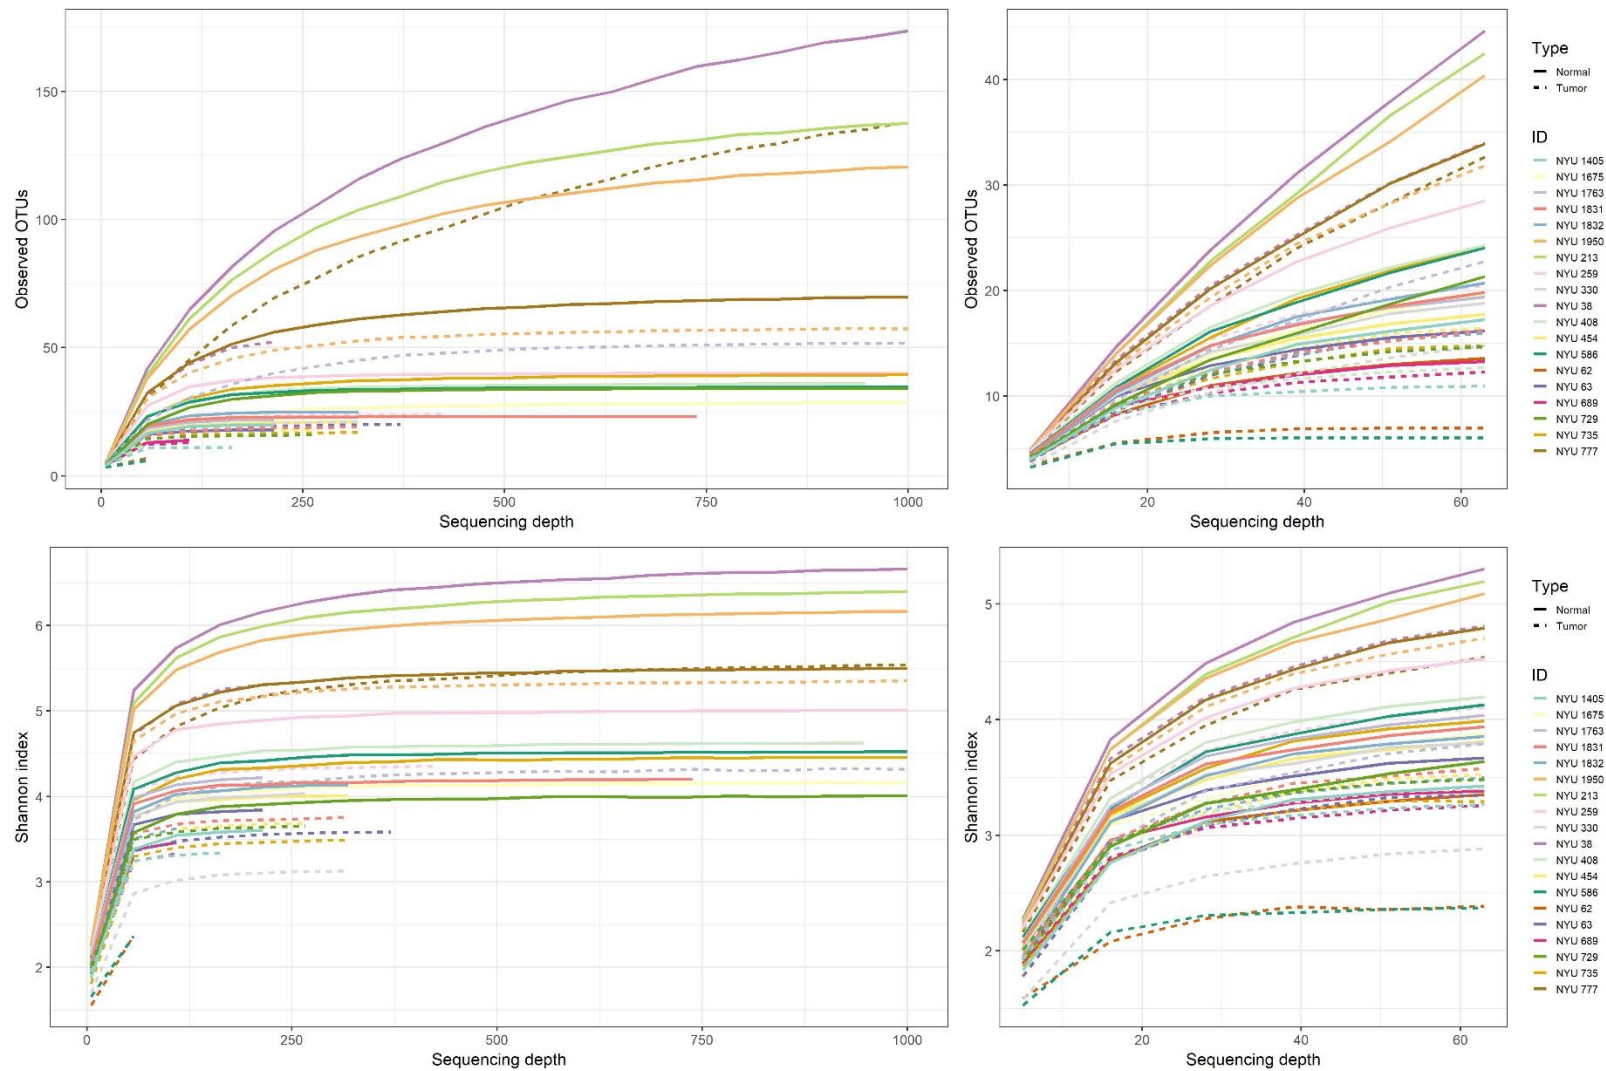 Observed OTUs
150
100
50
0
0 250 500 750 1000
Sequencing depth
Observed OTUs
40
30
20
10
20 40 60
Sequencing depth
Type
Normal
Tumor
ID
NYU 1405
NYU 1675
NYU 1763
NYU 1831
NYU 1832
NYU 1950
NYU 213
NYU 259
NYU 330
NYU 38
NYU 408
NYU 454
NYU 586
NYU 62
NYU 63
NYU 689
NYU 729
NYU 735
NYU 777
Shannon index
6
5
4
3
2
0 250 500 750 1000
Sequencing depth
Shannon index
5
4
3
2
20 40 60
Sequencing depth
Type
Normal
Tumor
ID
NYU 1405
NYU 1675
NYU 1763
NYU 1831
NYU 1832
NYU 1950
NYU 213
NYU 259
NYU 330
NYU 38
NYU 408
NYU 454
NYU 586
NYU 62
NYU 63
NYU 689
NYU 729
NYU 735
NYU 777